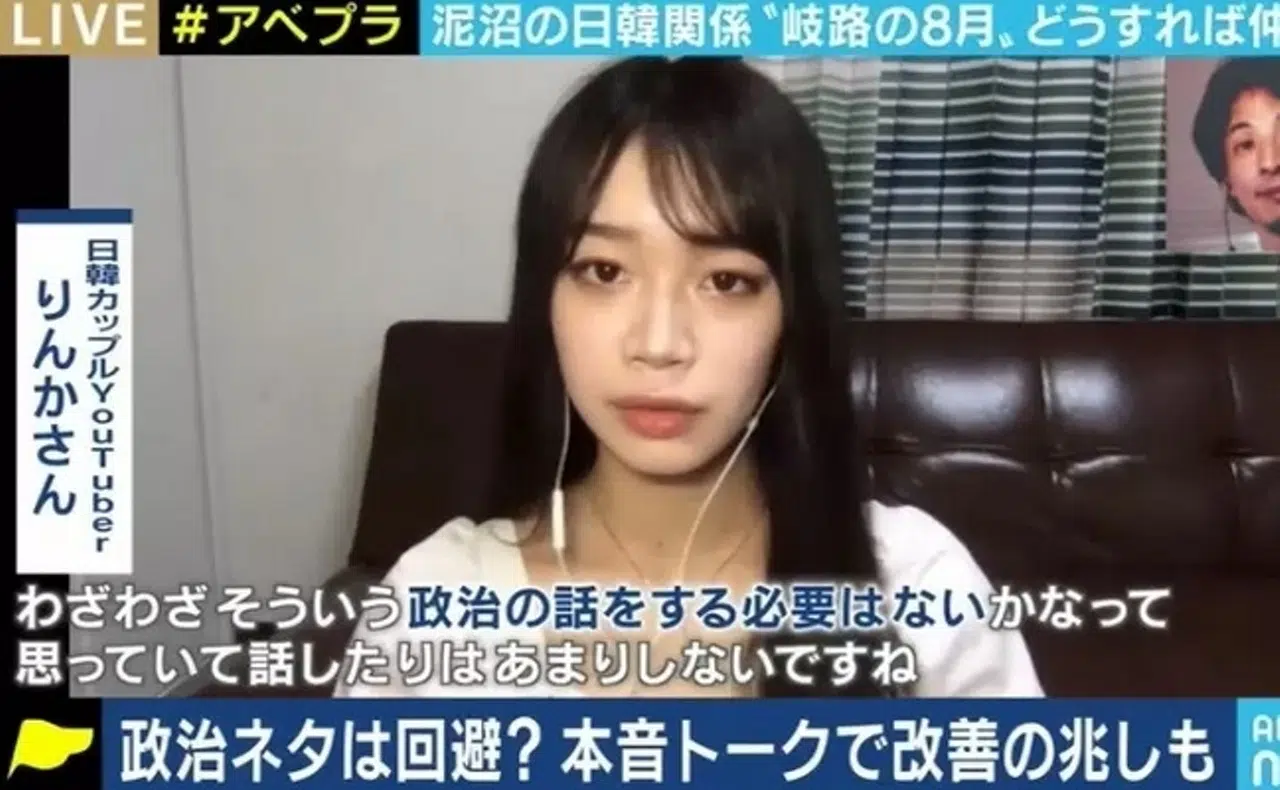 LIVE
#アベプラ
泥沼の日韓関係〝岐路の8月〟どうすれば仲
日韓カップルYouTuber
りんかさん
わざわざそういう政治の話をする必要はないかなって
思っていて話したりはあまりしないですね
政治ネタは回避?本音トークで改善の兆しも